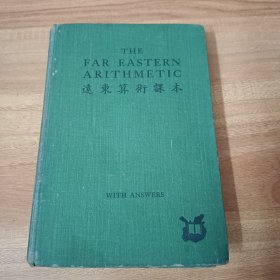 THE
FAR EASTERN
ARITHMETIC
遠東算術課本
WITH ANSWERS